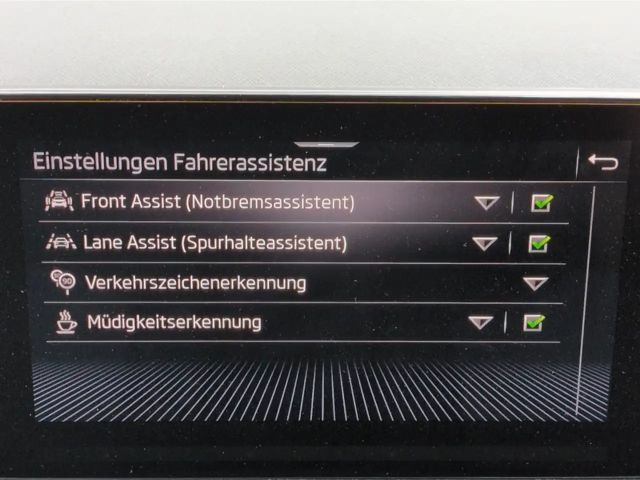 Einstellungen Fahrerassistenz
Front Assist (Notbremsassistent)
Lane Assist (Spurhalteassistent)
Verkehrszeichenerkennung
Müdigkeitserkennung